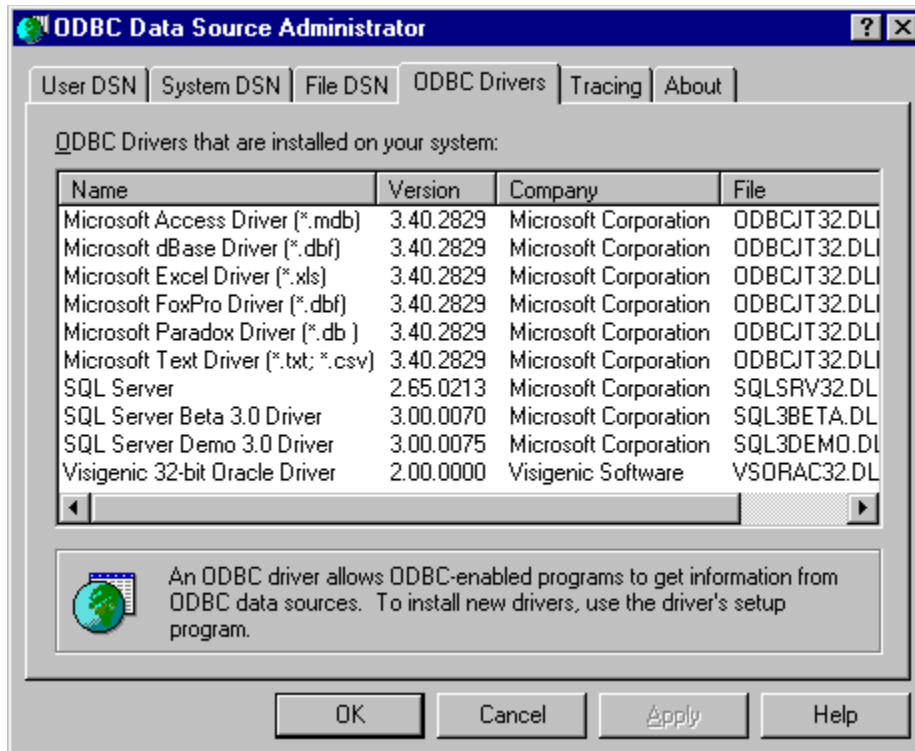 ODBC Data Source Administrator
User DSN System DSN File DSN ODBC Drivers Tracing About
ODBC Drivers that are installed on your system:
Name Version Company File
Microsoft Access Driver (*.mdb) 3.40.2829 Microsoft Corporation ODBCJT32.DLL
Microsoft dBase Driver (*.dbf) 3.40.2829 Microsoft Corporation ODBCJT32.DLL
Microsoft Excel Driver (*.xls) 3.40.2829 Microsoft Corporation ODBCJT32.DLL
Microsoft FoxPro Driver (*.dbf) 3.40.2829 Microsoft Corporation ODBCJT32.DLL
Microsoft Paradox Driver (*.db ) 3.40.2829 Microsoft Corporation ODBCJT32.DLL
Microsoft Text Driver (*.txt; *.csv) 3.40.2829 Microsoft Corporation ODBCJT32.DLL
SQL Server 2.65.0213 Microsoft Corporation SQLSRV32.DL
SQL Server Beta 3.0 Driver 3.00.0070 Microsoft Corporation SQL3BETA.DL
SQL Server Demo 3.0 Driver 3.00.0075 Microsoft Corporation SQL3DEMO.DL
Visigenic 32-bit Oracle Driver 2.00.0000 Visigenic Software VSORAC32.DL
An ODBC driver allows ODBC-enabled programs to get information from
ODBC data sources. To install new drivers, use the driver's setup
program.
OK Cancel Apply Help